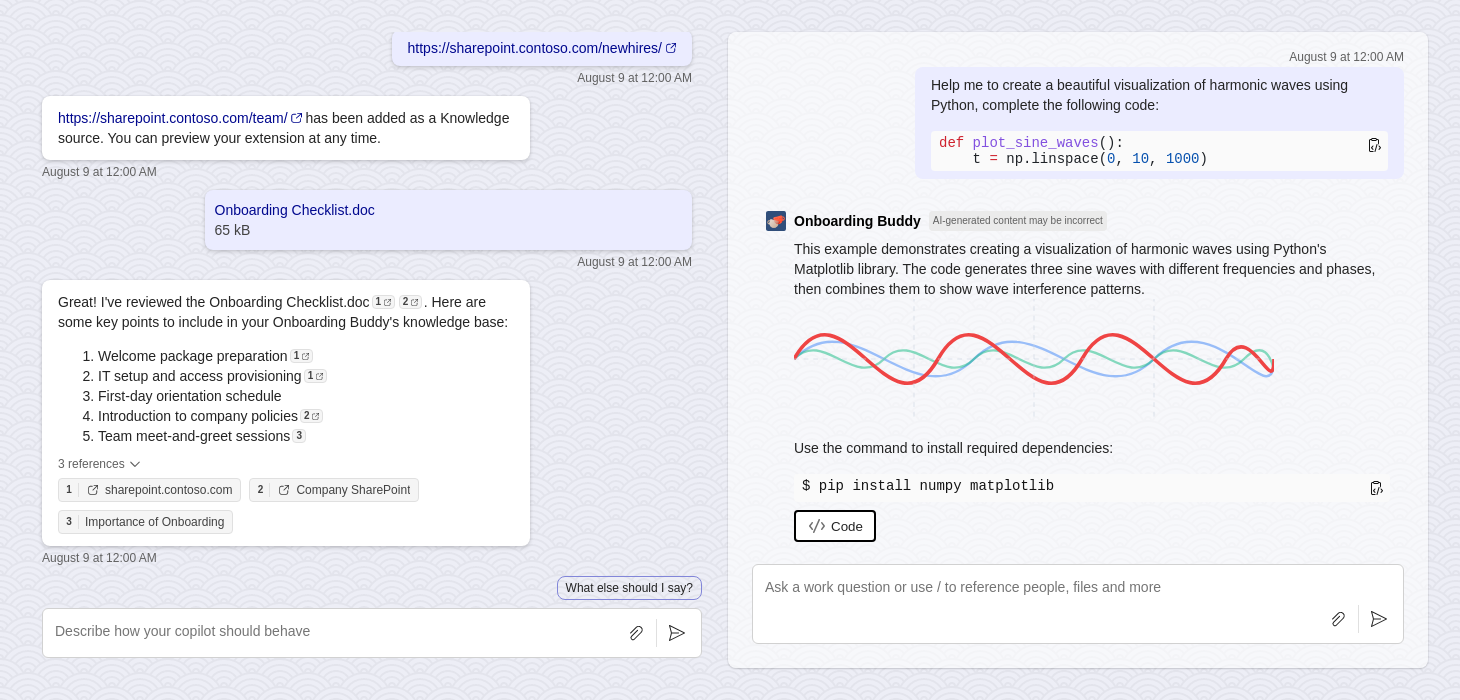 https://sharepoint.contoso.com/newhires/
August 9 at 12:00 AM
https://sharepoint.contoso.com/team/ has been added as a Knowledge
source. You can preview your extension at any time.
August 9 at 12:00 AM
Onboarding Checklist.doc
65 kB
August 9 at 12:00 AM
Great! I've reviewed the Onboarding Checklist.doc 1 2 . Here are
some key points to include in your Onboarding Buddy's knowledge base:
1. Welcome package preparation 1
2. IT setup and access provisioning 1
3. First-day orientation schedule
4. Introduction to company policies 2
5. Team meet-and-greet sessions 3
3 references
1 sharepoint.contoso.com 2 Company SharePoint
3 Importance of Onboarding
August 9 at 12:00 AM
What else should I say?
Describe how your copilot should behave
August 9 at 12:00 AM
Help me to create a beautiful visualization of harmonic waves using
Python, complete the following code:
def plot_sine_waves():
    t = np.linspace(0, 10, 1000)
Onboarding Buddy AI-generated content may be incorrect
This example demonstrates creating a visualization of harmonic waves using Python's
Matplotlib library. The code generates three sine waves with different frequencies and phases,
then combines them to show wave interference patterns.
Use the command to install required dependencies:
$ pip install numpy matplotlib
Code
Ask a work question or use / to reference people, files and more